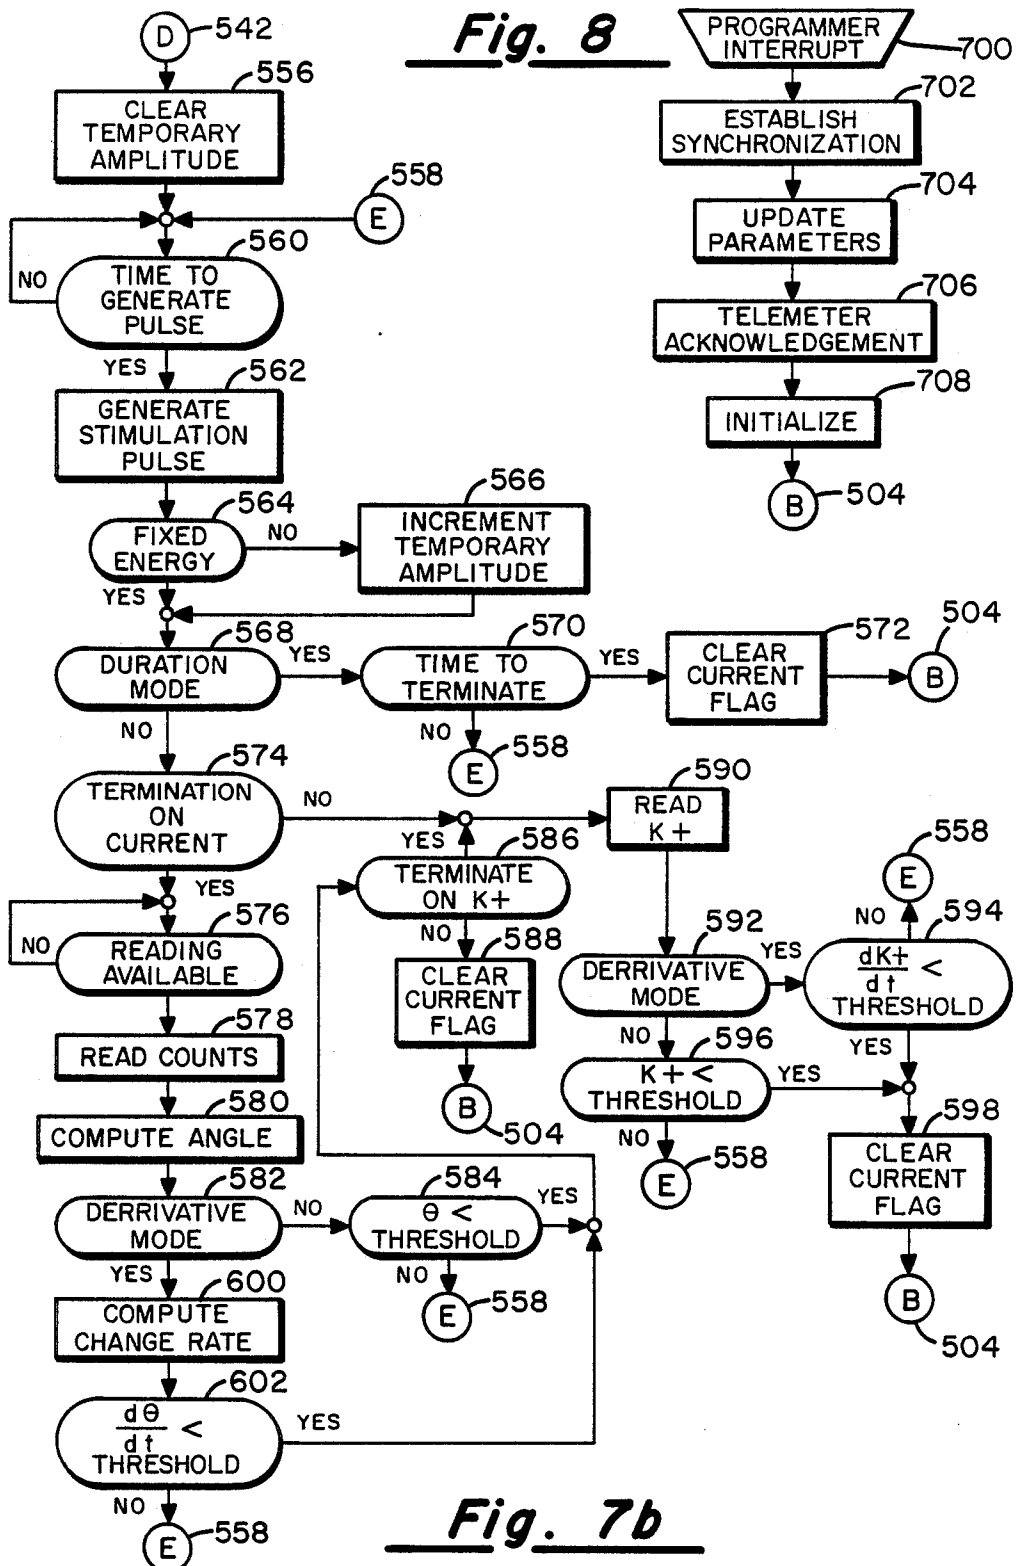 D
542
Fig. 8
PROGRAMMER
INTERRUPT
700
556
CLEAR
TEMPORARY
AMPLITUDE
702
ESTABLISH
SYNCHRONIZATION
558
E
704
UPDATE
PARAMETERS
560
NO
TIME TO
GENERATE
PULSE
706
TELEMETER
ACKNOWLEDGEMENT
YES
562
GENERATE
STIMULATION
PULSE
708
INITIALIZE
B
504
564
FIXED
ENERGY
NO
566
INCREMENT
TEMPORARY
AMPLITUDE
YES
568
DURATION
MODE
YES
570
TIME TO
TERMINATE
YES
572
CLEAR
CURRENT
FLAG
504
B
NO
NO
558
E
574
TERMINATION
ON
CURRENT
NO
590
READ
K+
YES
586
TERMINATE
ON K+
558
E
YES
576
NO
READING
AVAILABLE
NO
588
CLEAR
CURRENT
FLAG
592
DERRIVATIVE
MODE
YES
NO
594
dK+
dt <
THRESHOLD
578
READ COUNTS
NO
596
K+ <
THRESHOLD
YES
YES
B
504
580
COMPUTE ANGLE
NO
558
E
598
CLEAR
CURRENT
FLAG
582
DERRIVATIVE
MODE
NO
584
θ <
THRESHOLD
YES
YES
NO
558
E
B
504
600
COMPUTE
CHANGE RATE
602
dθ
dt <
THRESHOLD
YES
NO
558
E
Fig. 7b